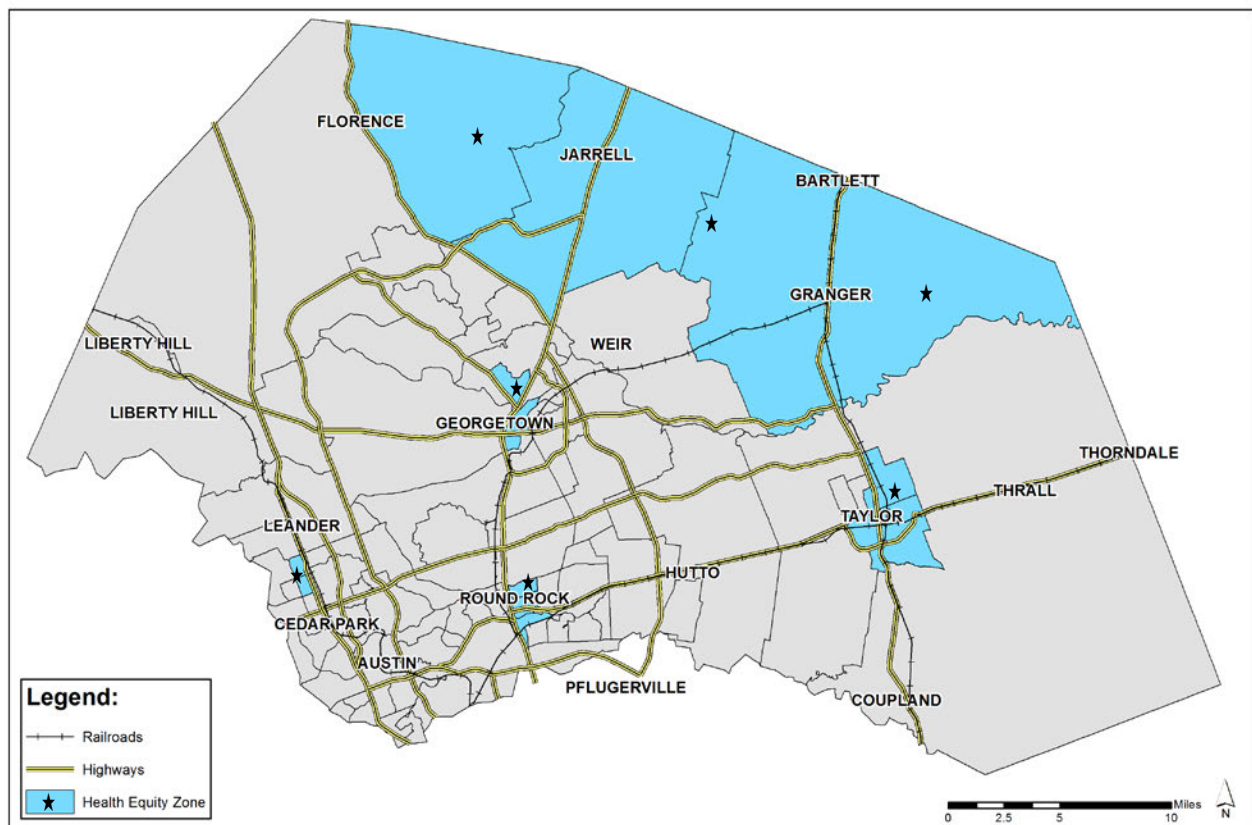 FLORENCE
JARRELL
BARTLETT
GRANGER
LIBERTY HILL
WEIR
LIBERTY HILL
GEORGETOWN
THORNDALE
THRALL
TAYLOR
LEANDER
HUTTO
ROUND ROCK
CEDAR PARK
AUSTIN
PFLUGERVILLE
COUPLAND
Legend:
Railroads
Highways
Health Equity Zone
Miles
0 2.5 5 10
N